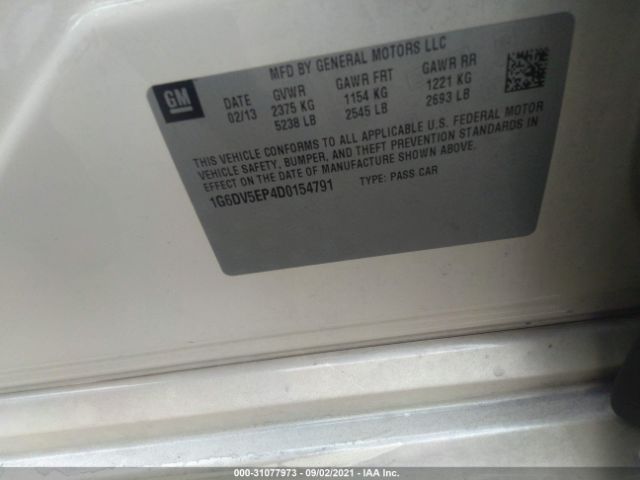 MFD BY GENERAL MOTORS LLC
GM
DATE GVWR GAWR FRT GAWR RR
02/13 2375 KG 1154 KG 1221 KG
5238 LB 2545 LB 2693 LB
THIS VEHICLE CONFORMS TO ALL APPLICABLE U.S. FEDERAL MOTOR
VEHICLE SAFETY, BUMPER, AND THEFT PREVENTION STANDARDS IN
EFFECT ON THE DATE OF MANUFACTURE SHOWN ABOVE.
1G6DV5EP4D0154791 TYPE: PASS CAR
000-31077973 - 09/02/2021 - IAA Inc.